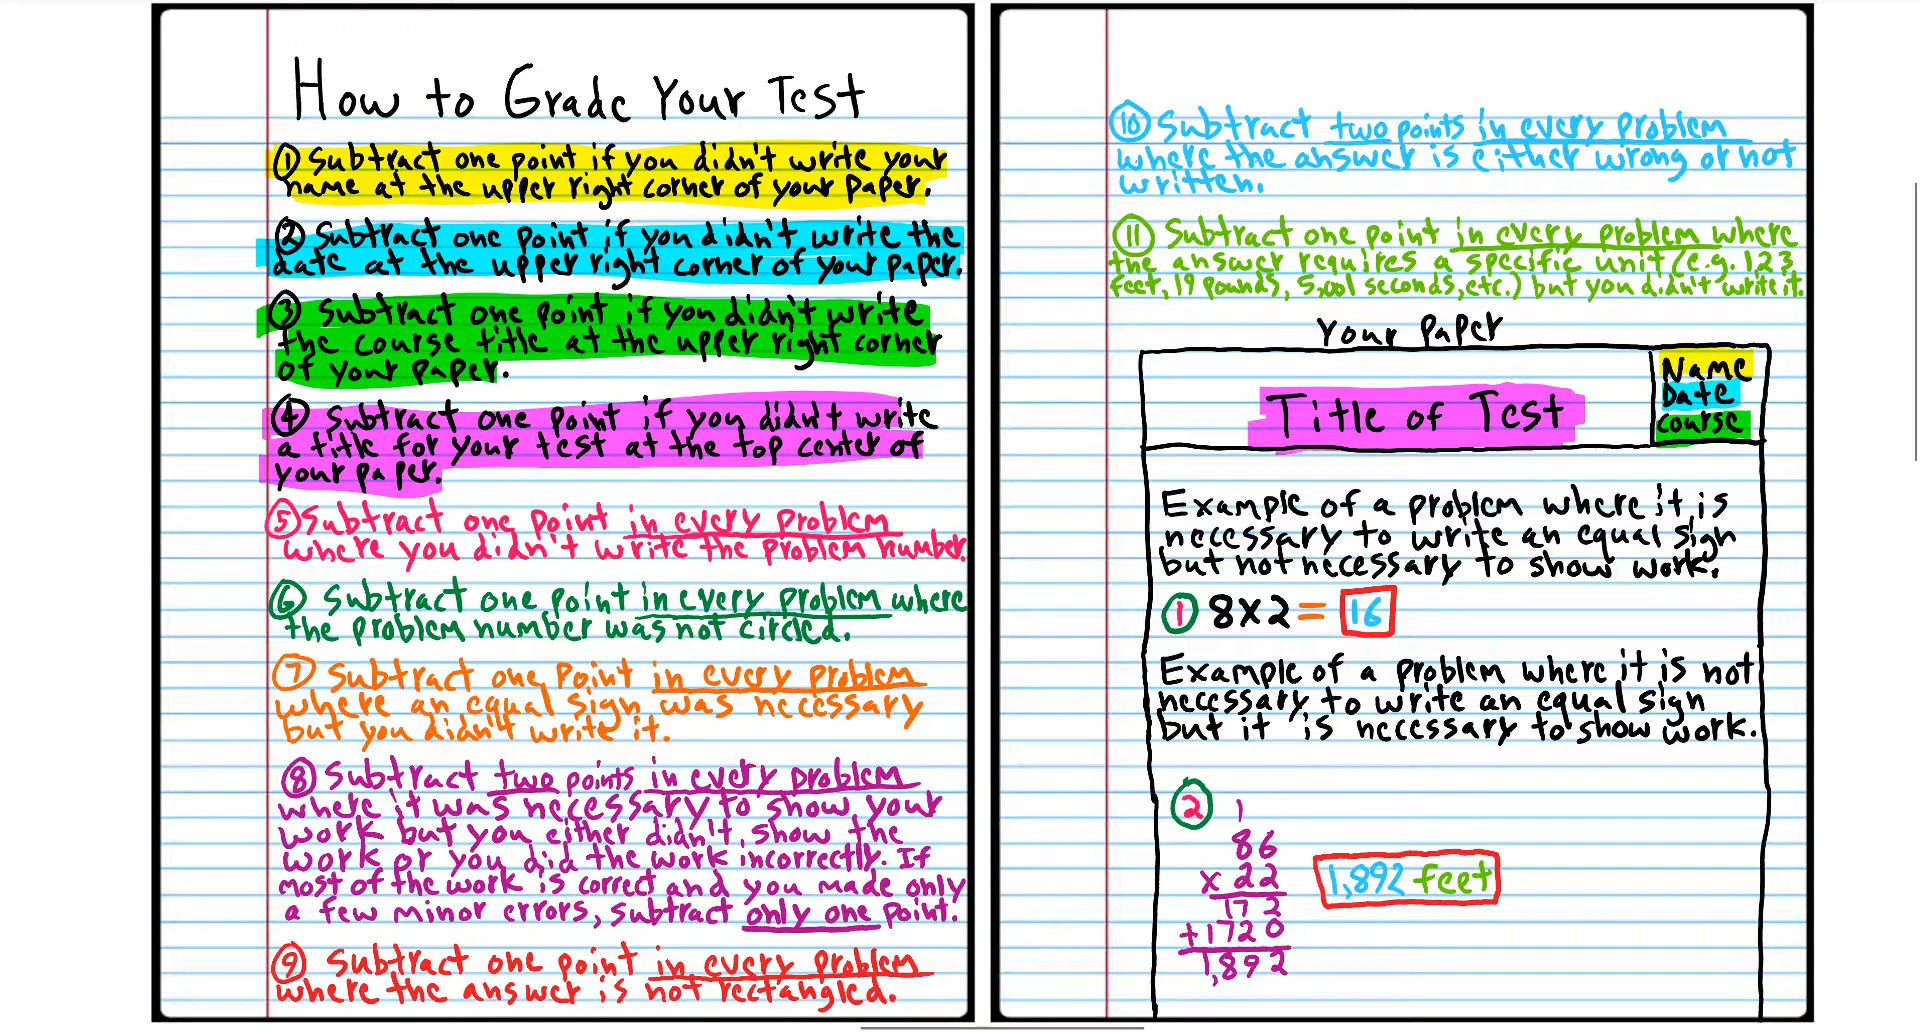 How to Grade Your Test
① Subtract one point if you didn't write your
name at the upper right corner of your paper.
② Subtract one point if you didn't write the
date at the upper right corner of your paper.
③ Subtract one point if you didn't write
the course title at the upper right corner
of your paper.
④ Subtract one point if you didn't write
a title for your test at the top center of
your paper.
⑤ Subtract one point in every problem
where you didn't write the problem number.
⑥ Subtract one point in every problem where
the problem number was not circled.
⑦ Subtract one point in every problem
where an equal sign was necessary
but you didn't write it.
⑧ Subtract two points in every problem
where it was necessary to show your
work but you either didn't show the
work or you did the work incorrectly. If
most of the work is correct and you made only
a few minor errors, subtract only one point.
⑨ Subtract one point in every problem
where the answer is not rectangled.
⑩ Subtract two points in every problem
where the answer is either wrong or not
written.
⑪ Subtract one point in every problem where
the answer requires a specific unit (e.g. 123
feet, 19 pounds, 5,001 seconds, etc.) but you didn't write it.
Your Paper
Name
Date
Course
Title of Test
Example of a problem where it is
necessary to write an equal sign
but not necessary to show work.
① 8x2 = 16
Example of a problem where it is not
necessary to write an equal sign
but it is necessary to show work.
② 1
86
x 22
172
+1720
1,892
1,892 feet